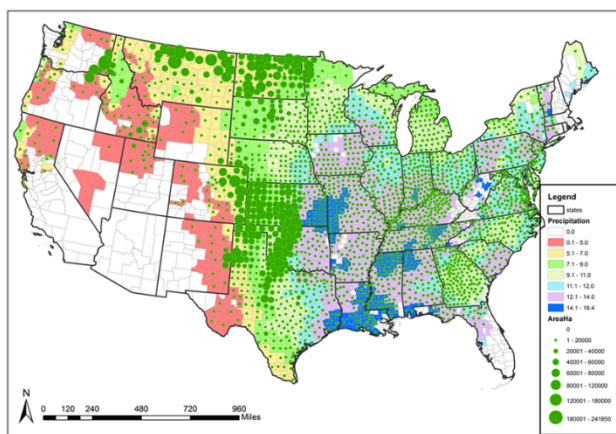 Legend
states
Precipitation
0.0
0.1 - 5.0
5.1 - 7.0
7.1 - 9.0
9.1 - 11.0
11.1 - 12.0
12.1 - 14.0
14.1 - 16.4
AreaHa
0
1 - 20000
20001 - 40000
40001 - 60000
60001 - 80000
80001 - 120000
120001 - 180000
180001 - 241850
N
0 120 240 480 720 960
Miles